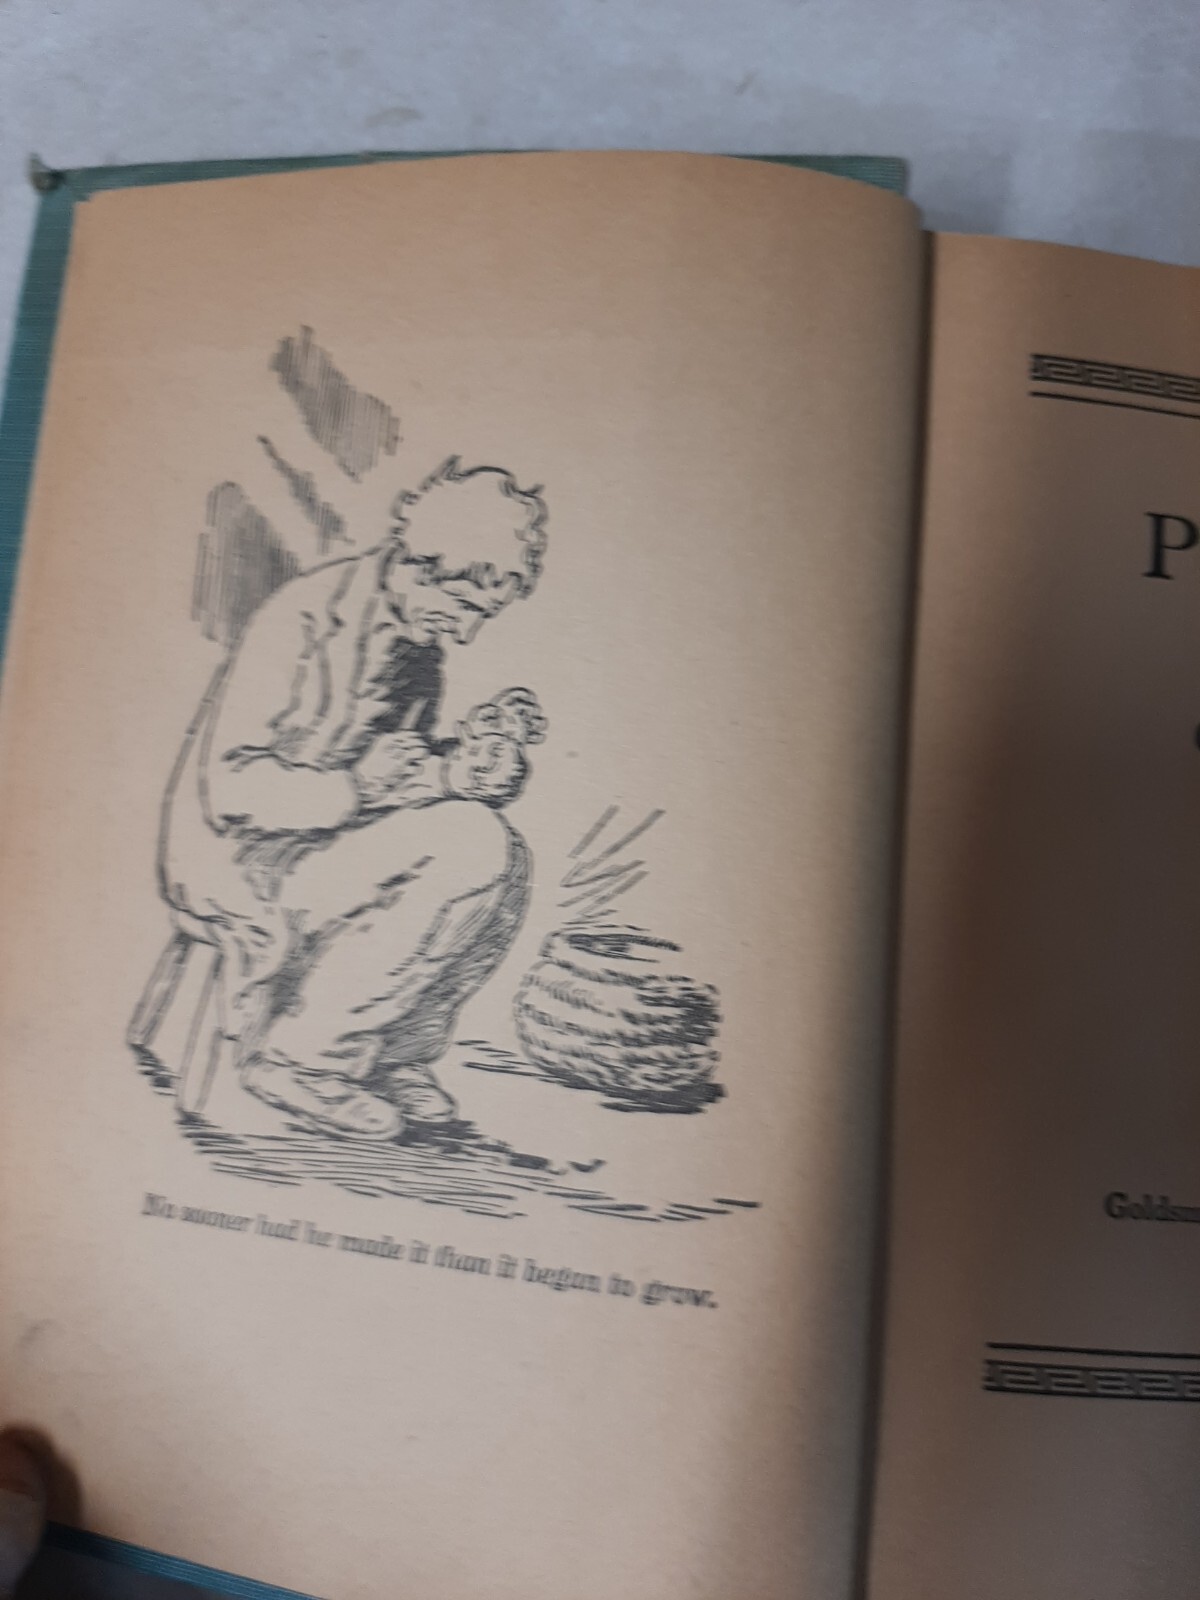 No sooner had he made it than it began to grow.
P
Goldsm